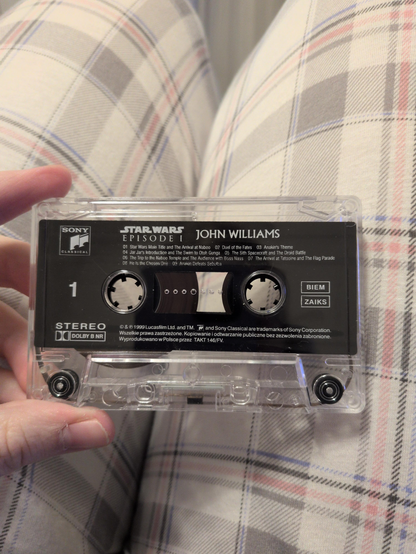 SONY
CLASSICAL
STAR WARS
EPISODE I
JOHN WILLIAMS
01 Star Wars Main Title and The Arrival at Naboo 02 Duel of the Fates 03 Anakin's Theme
04 Jar Jar's Introduction and The Swim to Otoh Gunga 05 The Sith Spacecraft and The Droid Battle
06 The Trip to the Naboo Temple and The Audience with Boss Nass 07 The Arrival at Tatooine and The Flag Parade
08 He Is the Chosen One 09 Anakin Defeats Sebulba
1
BIEM
ZAIKS
STEREO
DOLBY B NR
© & ℗ 1999 Lucasfilm Ltd. and TM. and Sony Classical are trademarks of Sony Corporation.
Wszelkie prawa zastrzeżone. Kopiowanie i odtwarzanie publiczne bez zezwolenia zabronione.
Wyprodukowano w Polsce przez TAKT 146/FV.